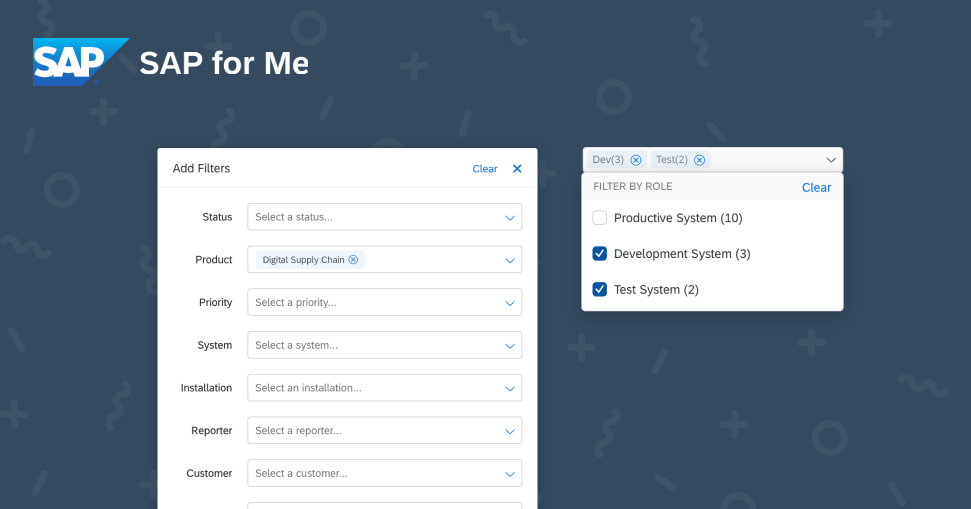 SAP
SAP for Me
Add Filters
Clear
Status
Select a status...
Product
Digital Supply Chain
Priority
Select a priority...
System
Select a system...
Installation
Select an installation...
Reporter
Select a reporter...
Customer
Select a customer...
Dev(3)
Test(2)
FILTER BY ROLE
Clear
Productive System (10)
Development System (3)
Test System (2)